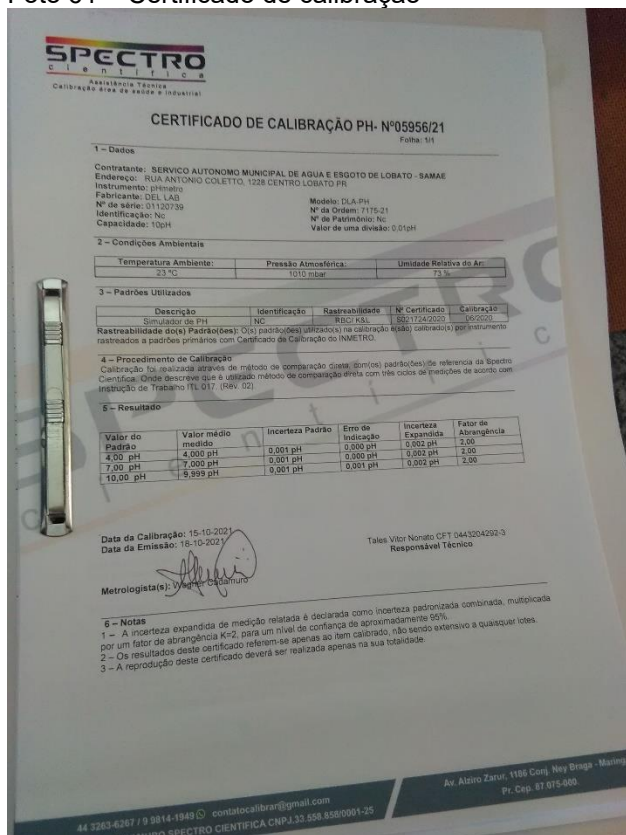 SPECTRO
científica
Assistência Técnica
Calibração área de saúde e industrial
CERTIFICADO DE CALIBRAÇÃO PH- Nº05956/21
Folha: 1/1
1 – Dados
Contratante: SERVICO AUTONOMO MUNICIPAL DE AGUA E ESGOTO DE LOBATO - SAMAE
Endereço: RUA ANTONIO COLETTO, 1228 CENTRO LOBATO PR
Instrumento: pHmetro
Fabricante: DEL LAB Modelo: DLA-PH
Nº de série: 01120739 Nº da Ordem: 7175-21
Identificação: Nc Nº de Patrimônio: Nc
Capacidade: 10pH Valor de uma divisão: 0,01pH
2 – Condições Ambientais
Temperatura Ambiente: Pressão Atmosférica: Umidade Relativa do Ar:
23 ºC 1010 mbar 73 %
3 – Padrões Utilizados
Descrição Identificação Rastreabilidade Nº Certificado Calibração
Simulador de PH NC RBC/ K&L 6021724/2020 06/2020
Rastreabilidade do(s) Padrão(ões): O(s) padrão(ões) utilizado(s) na calibração é(são) calibrado(s) por instrumento
rastreados a padrões primários com Certificado de Calibração do INMETRO.
4 – Procedimento de Calibração
Calibração foi realizada através de método de comparação direta, com(os) padrão(ões) de referencia da Spectro
Científica. Onde descreve que é utilizado método de comparação direta com três ciclos de medições de acordo com
Instrução de Trabalho ITL 017. (Rev. 02)
5 – Resultado
Valor do Padrão Valor médio medido Incerteza Padrão Erro de Indicação Incerteza Expandida Fator de Abrangência
4,00 pH 4,000 pH 0,001 pH 0,000 pH 0,002 pH 2,00
7,00 pH 7,000 pH 0,001 pH 0,000 pH 0,002 pH 2,00
10,00 pH 9,999 pH 0,001 pH 0,001 pH 0,002 pH 2,00
Data da Calibração: 15-10-2021
Data da Emissão: 18-10-2021
Tales Vitor Nonato CFT 0443204292-3
Responsável Técnico
Metrologista(s): Wagner Cadamuro
6 – Notas
1 – A incerteza expandida de medição relatada é declarada como incerteza padronizada combinada, multiplicada
por um fator de abrangência K=2, para um nível de confiança de aproximadamente 95%.
2 – Os resultados deste certificado referem-se apenas ao item calibrado, não sendo extensivo a quaisquer lotes.
3 – A reprodução deste certificado deverá ser realizada apenas na sua totalidade.
Av. Alziro Zarur, 1186 Conj. Ney Braga - Maring
Pr. Cep. 87.075-000.
44 3263-6267 / 9 9814-1949 contatocalibrar@gmail.com
SPECTRO CIENTIFICA CNPJ.33.558.858/0001-25